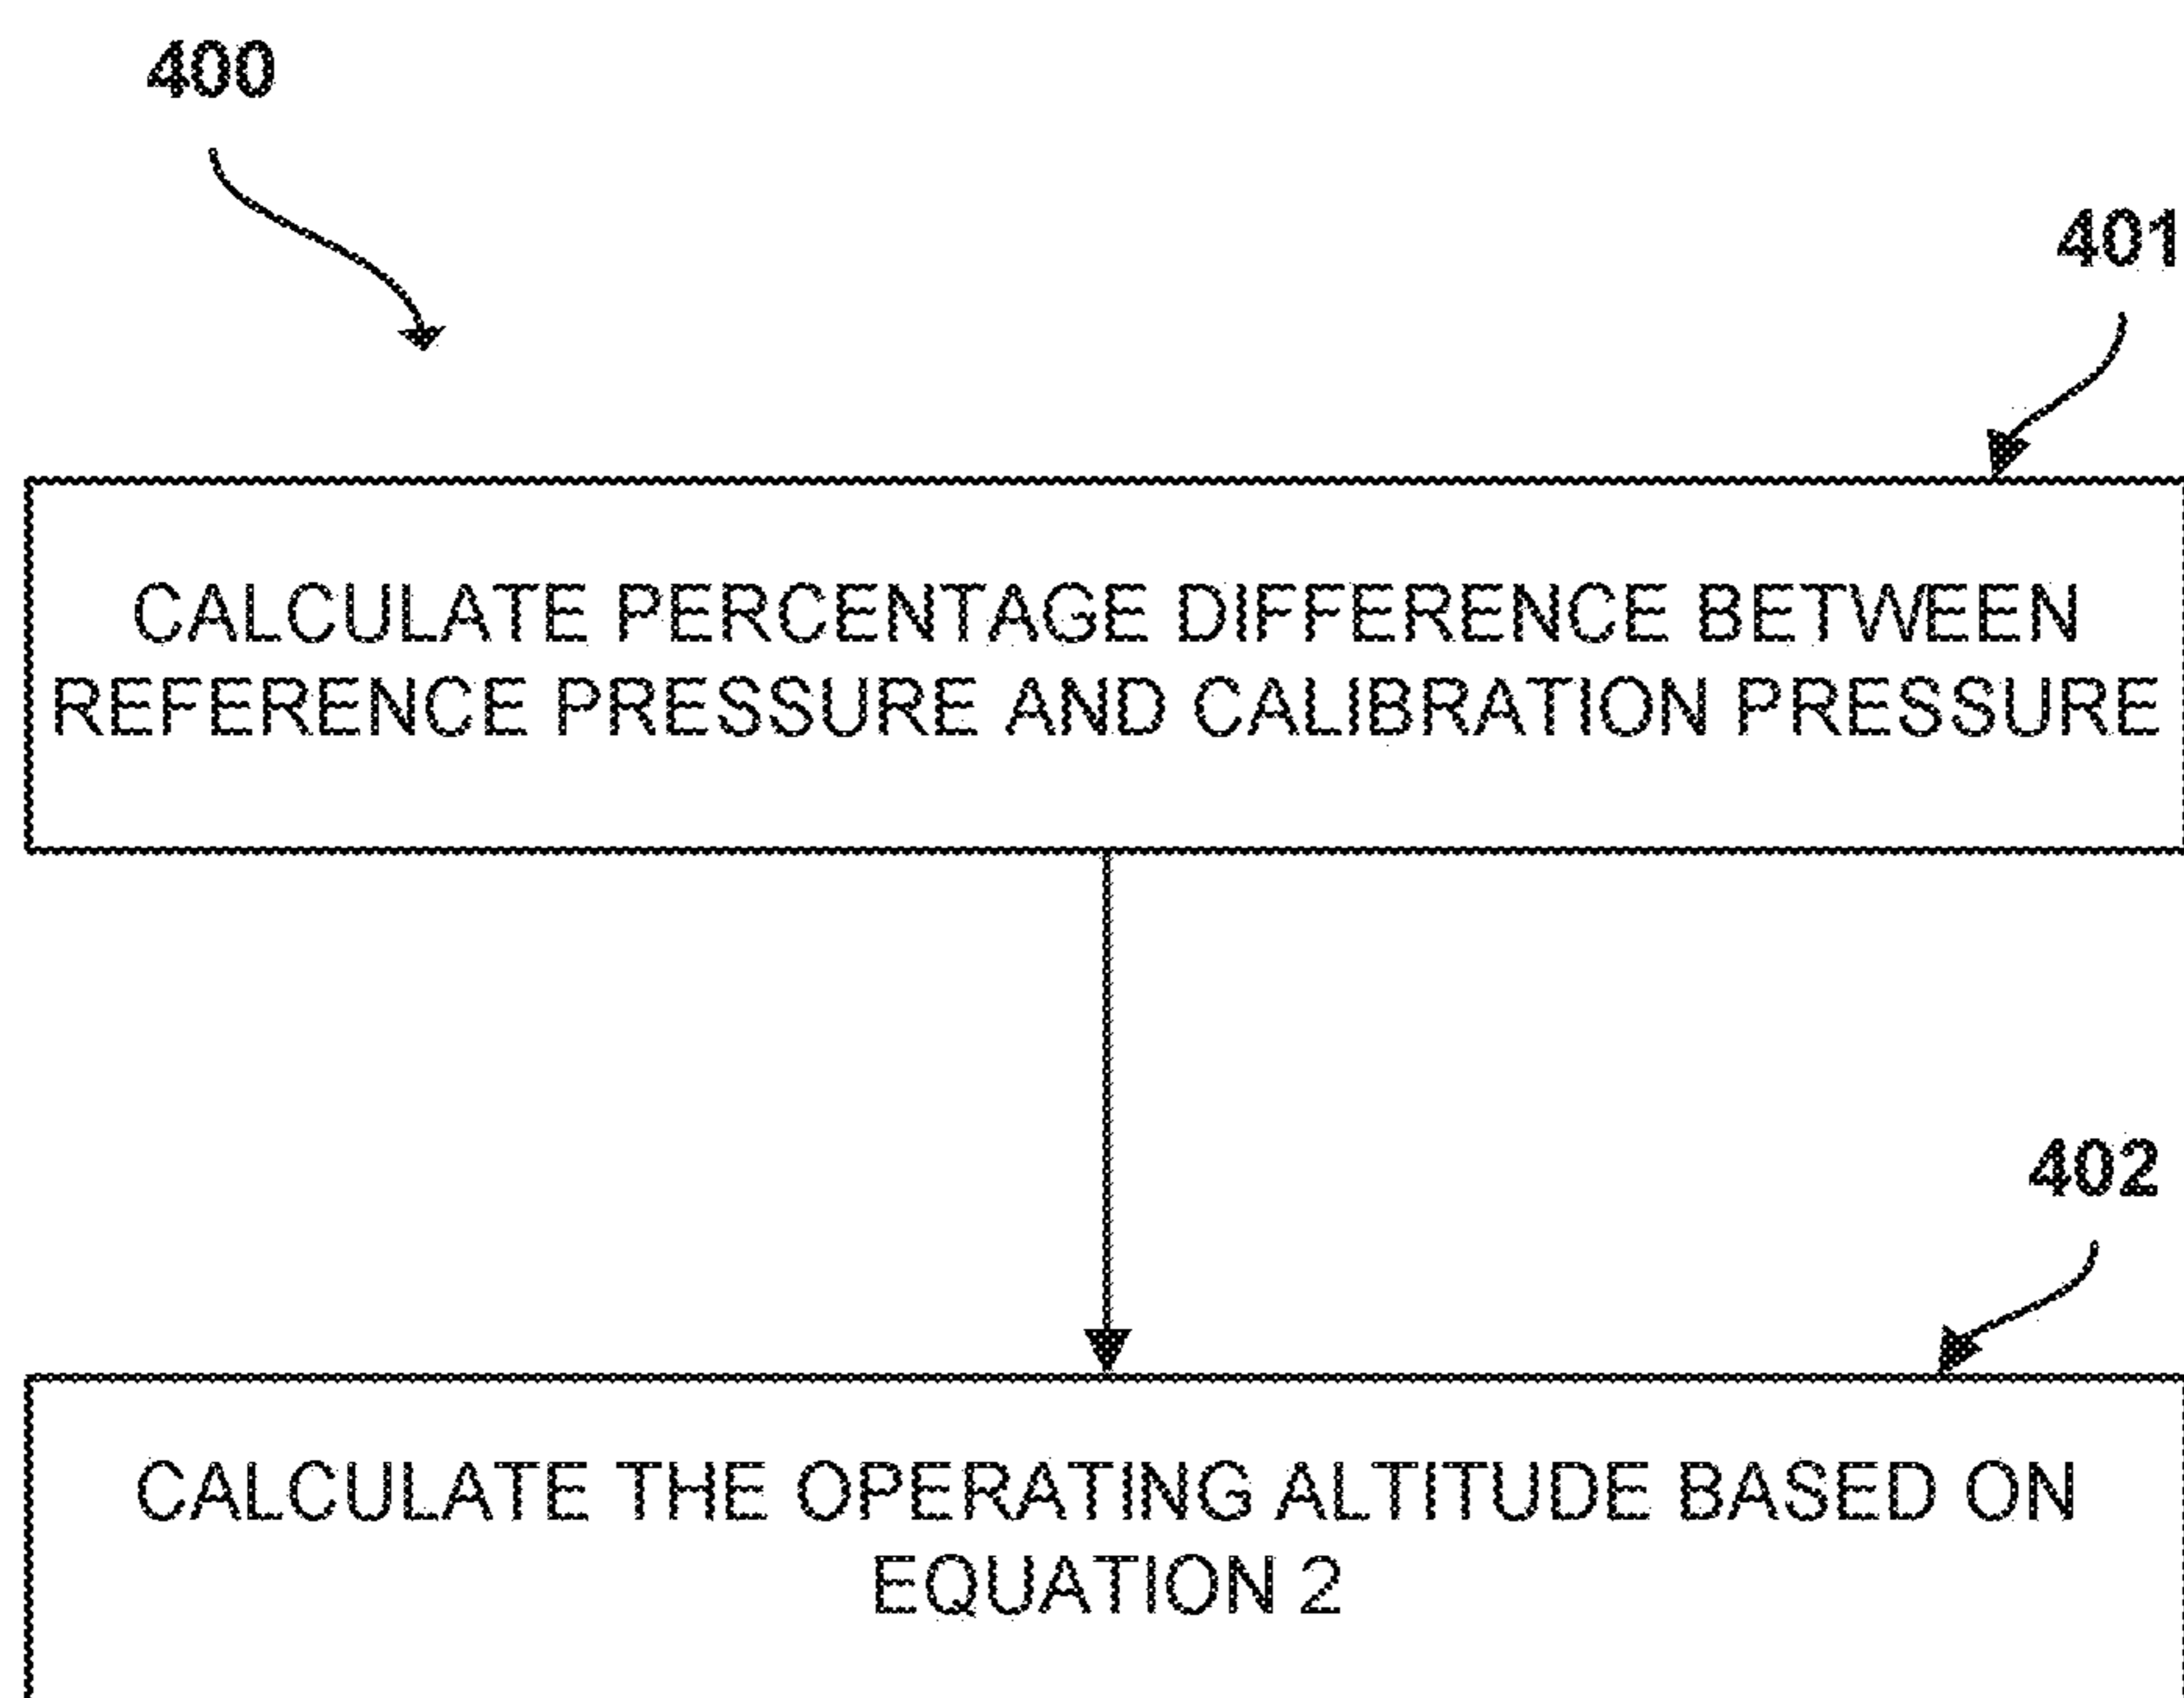 400
401
CALCULATE PERCENTAGE DIFFERENCE BETWEEN
REFERENCE PRESSURE AND CALIBRATION PRESSURE
402
CALCULATE THE OPERATING ALTITUDE BASED ON
EQUATION 2